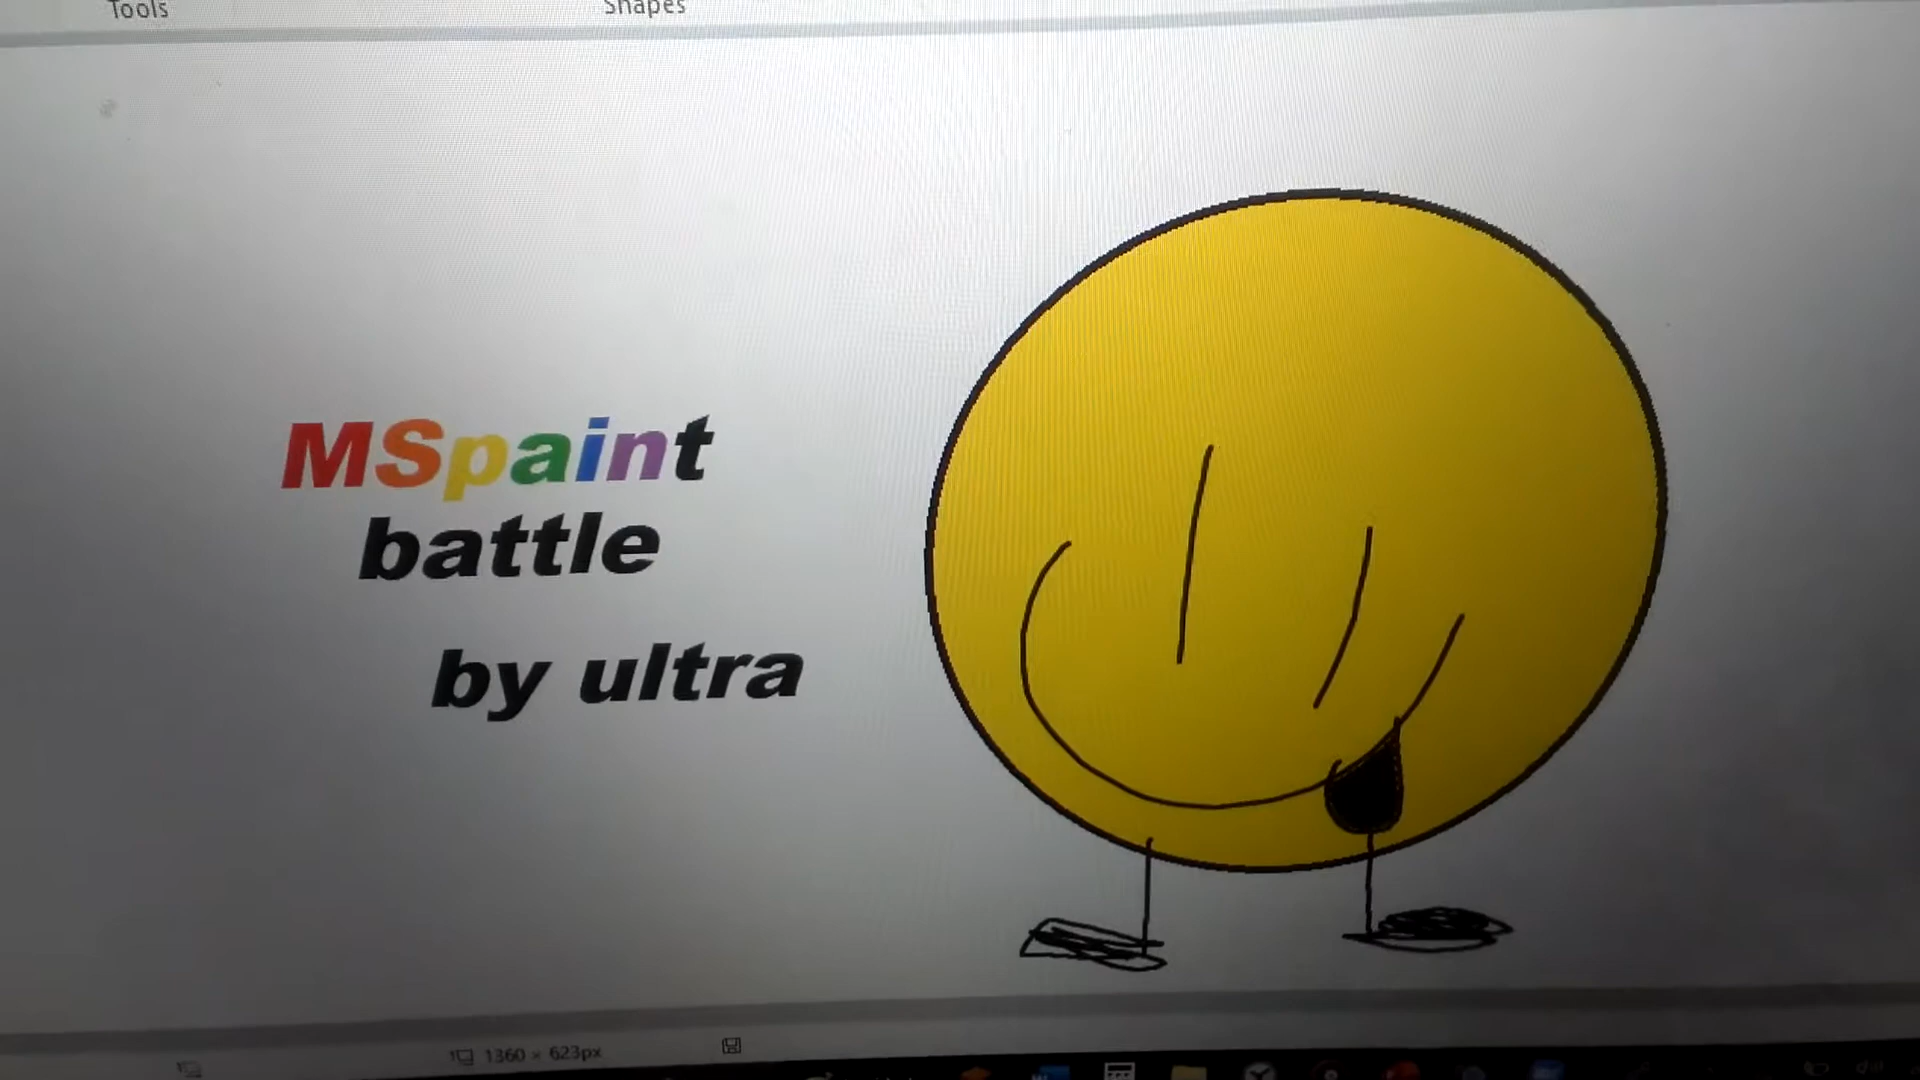 Tools Shapes
MSpaint
battle
by ultra
1360 × 623px